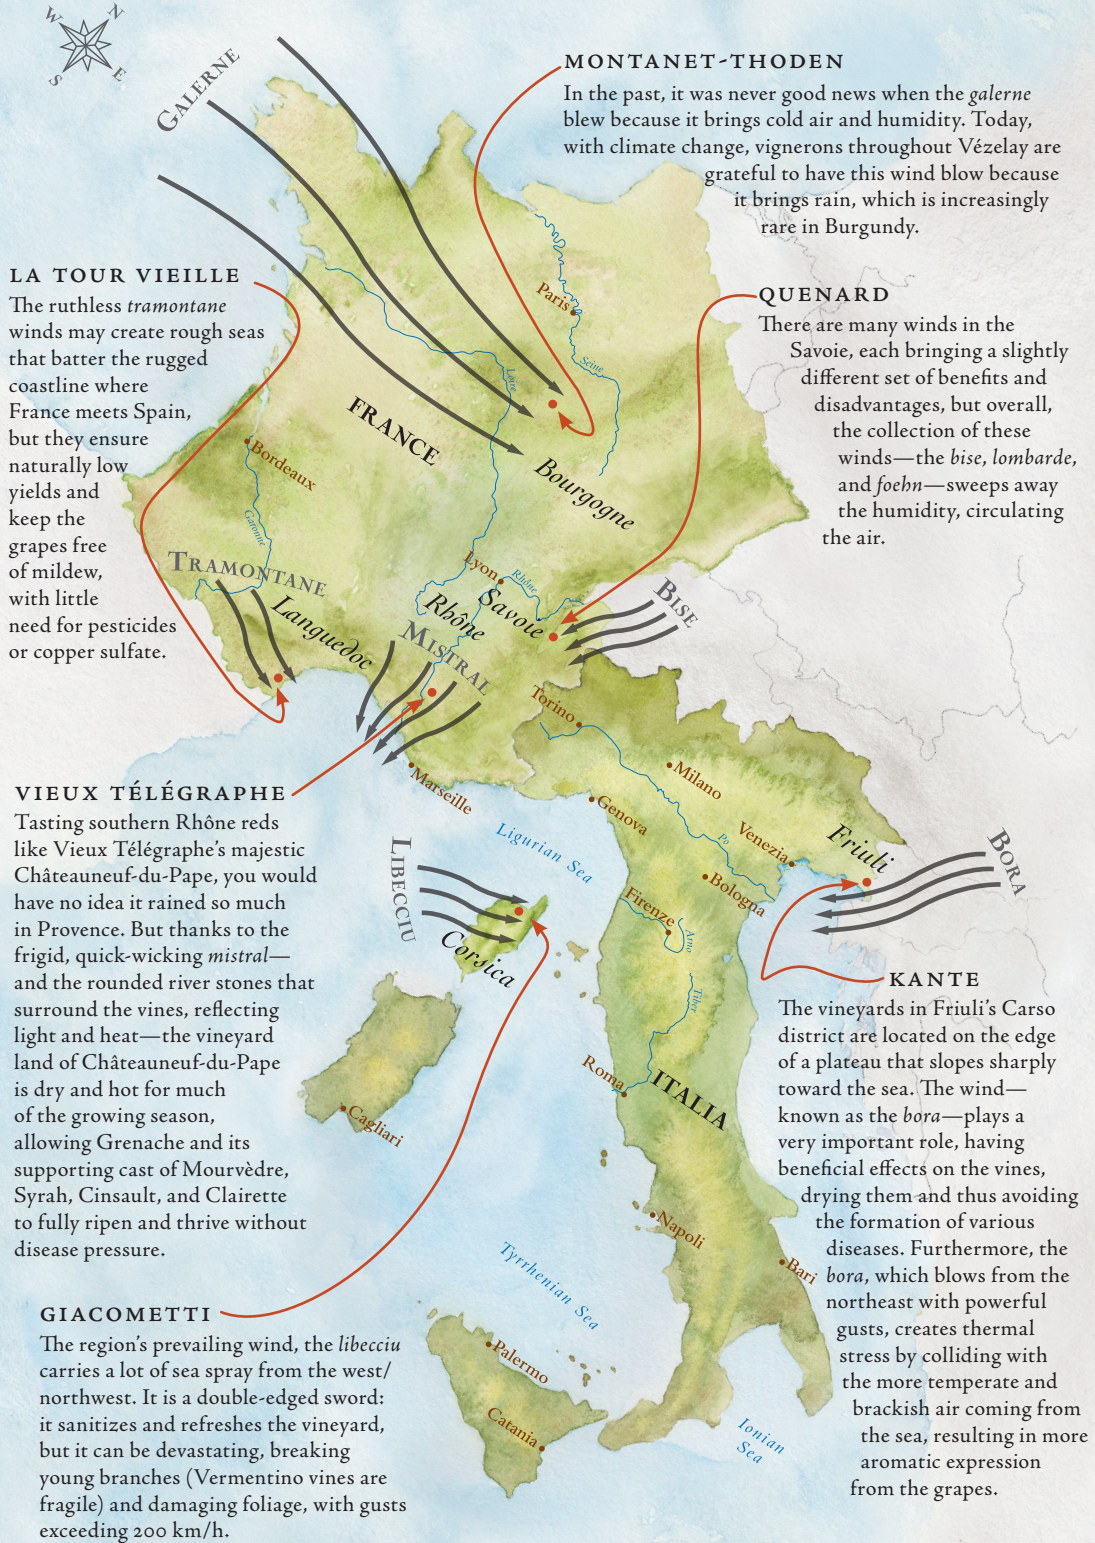 N
W
E
S
GALERNE
MONTANET-THODEN
In the past, it was never good news when the galerne
blew because it brings cold air and humidity. Today,
with climate change, vignerons throughout Vézelay are
grateful to have this wind blow because
it brings rain, which is increasingly
rare in Burgundy.
LA TOUR VIEILLE
The ruthless tramontane
winds may create rough seas
that batter the rugged
coastline where
France meets Spain,
but they ensure
naturally low
yields and
keep the
grapes free
of mildew,
with little
need for pesticides
or copper sulfate.
QUENARD
There are many winds in the
Savoie, each bringing a slightly
different set of benefits and
disadvantages, but overall,
the collection of these
winds—the bise, lombarde,
and foehn—sweeps away
the humidity, circulating
the air.
Paris
Seine
Loire
FRANCE
Bordeaux
Garonne
Bourgogne
TRAMONTANE
Languedoc
Lyon
Rhône
Rhône
Savoie
BISE
MISTRAL
Torino
Milano
Marseille
Genova
Venezia
Po
Friuli
BORA
Bologna
Ligurian Sea
LIBECCIU
Firenze
Arno
Corsica
Tiber
Roma
ITALIA
Cagliari
Napoli
Bari
Tyrrhenian Sea
Palermo
Catania
Ionian
Sea
VIEUX TÉLÉGRAPHE
Tasting southern Rhône reds
like Vieux Télégraphe’s majestic
Châteauneuf-du-Pape, you would
have no idea it rained so much
in Provence. But thanks to the
frigid, quick-wicking mistral—
and the rounded river stones that
surround the vines, reflecting
light and heat—the vineyard
land of Châteauneuf-du-Pape
is dry and hot for much
of the growing season,
allowing Grenache and its
supporting cast of Mourvèdre,
Syrah, Cinsault, and Clairette
to fully ripen and thrive without
disease pressure.
KANTE
The vineyards in Friuli’s Carso
district are located on the edge
of a plateau that slopes sharply
toward the sea. The wind—
known as the bora—plays a
very important role, having
beneficial effects on the vines,
drying them and thus avoiding
the formation of various
diseases. Furthermore, the
bora, which blows from the
northeast with powerful
gusts, creates thermal
stress by colliding with
the more temperate and
brackish air coming from
the sea, resulting in more
aromatic expression
from the grapes.
GIACOMETTI
The region’s prevailing wind, the libecciu
carries a lot of sea spray from the west/
northwest. It is a double-edged sword:
it sanitizes and refreshes the vineyard,
but it can be devastating, breaking
young branches (Vermentino vines are
fragile) and damaging foliage, with gusts
exceeding 200 km/h.